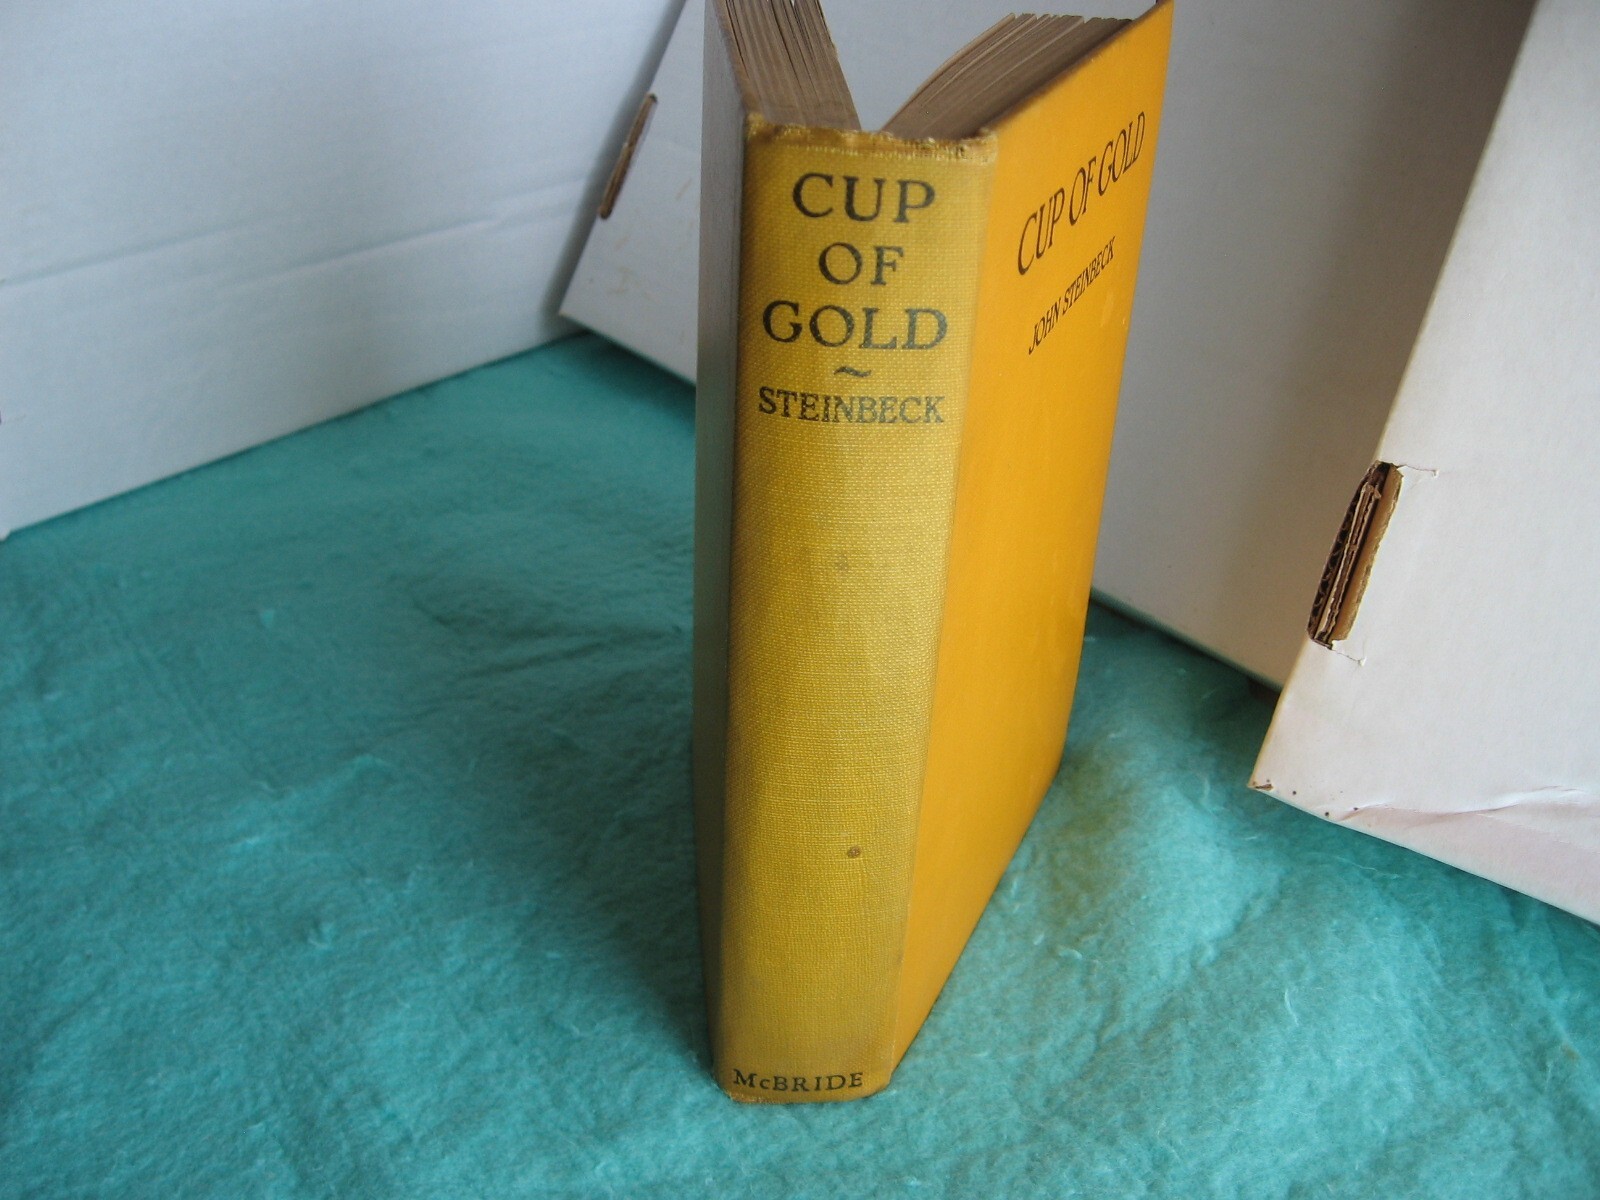 CUP
OF
GOLD
~
STEINBECK
McBRIDE
CUP OF GOLD
JOHN STEINBECK